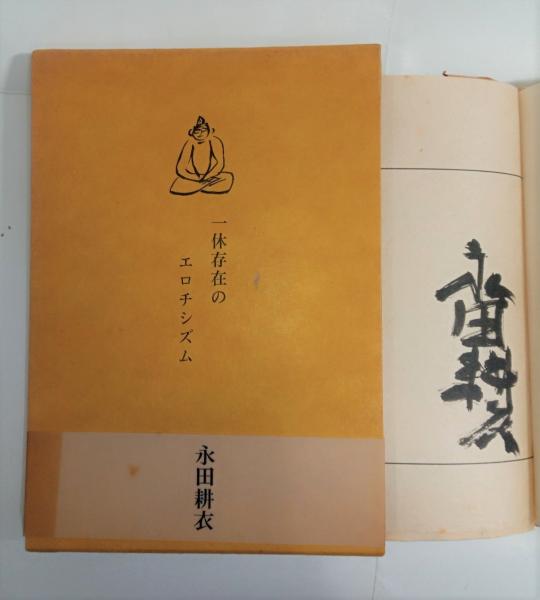 一休存在の
エロチシズム
永田耕衣
永田耕衣